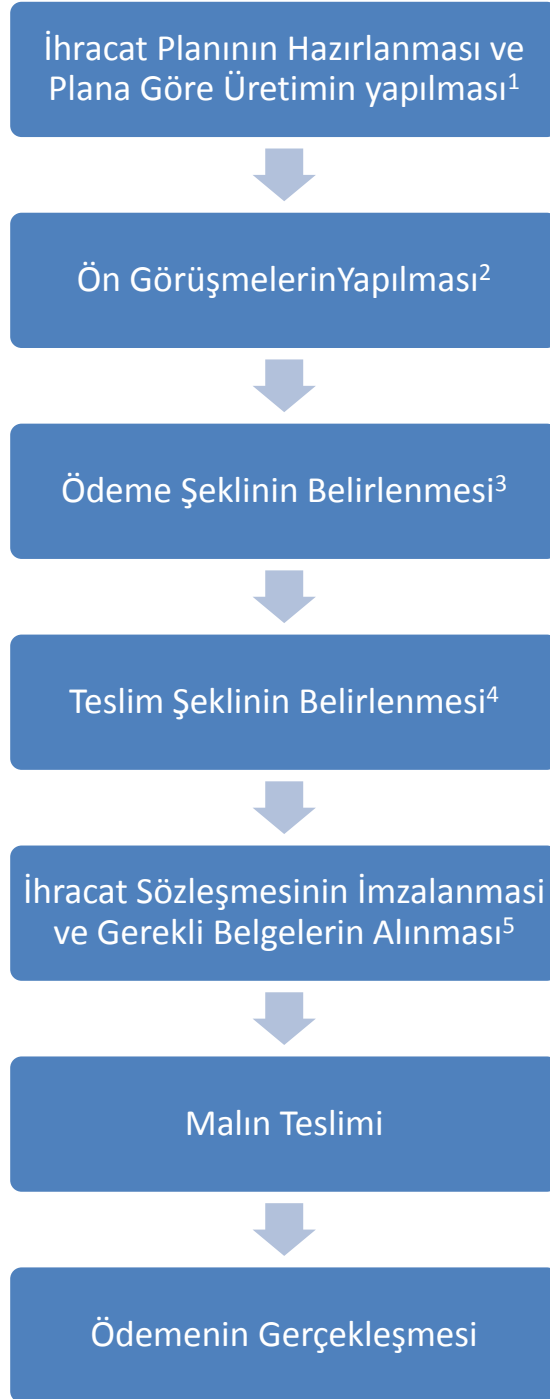 İhracat Planının Hazırlanması ve
Plana Göre Üretimin yapılması¹
Ön GörüşmelerinYapılması²
Ödeme Şeklinin Belirlenmesi³
Teslim Şeklinin Belirlenmesi⁴
İhracat Sözleşmesinin İmzalanmasi
ve Gerekli Belgelerin Alınması⁵
Malın Teslimi
Ödemenin Gerçekleşmesi